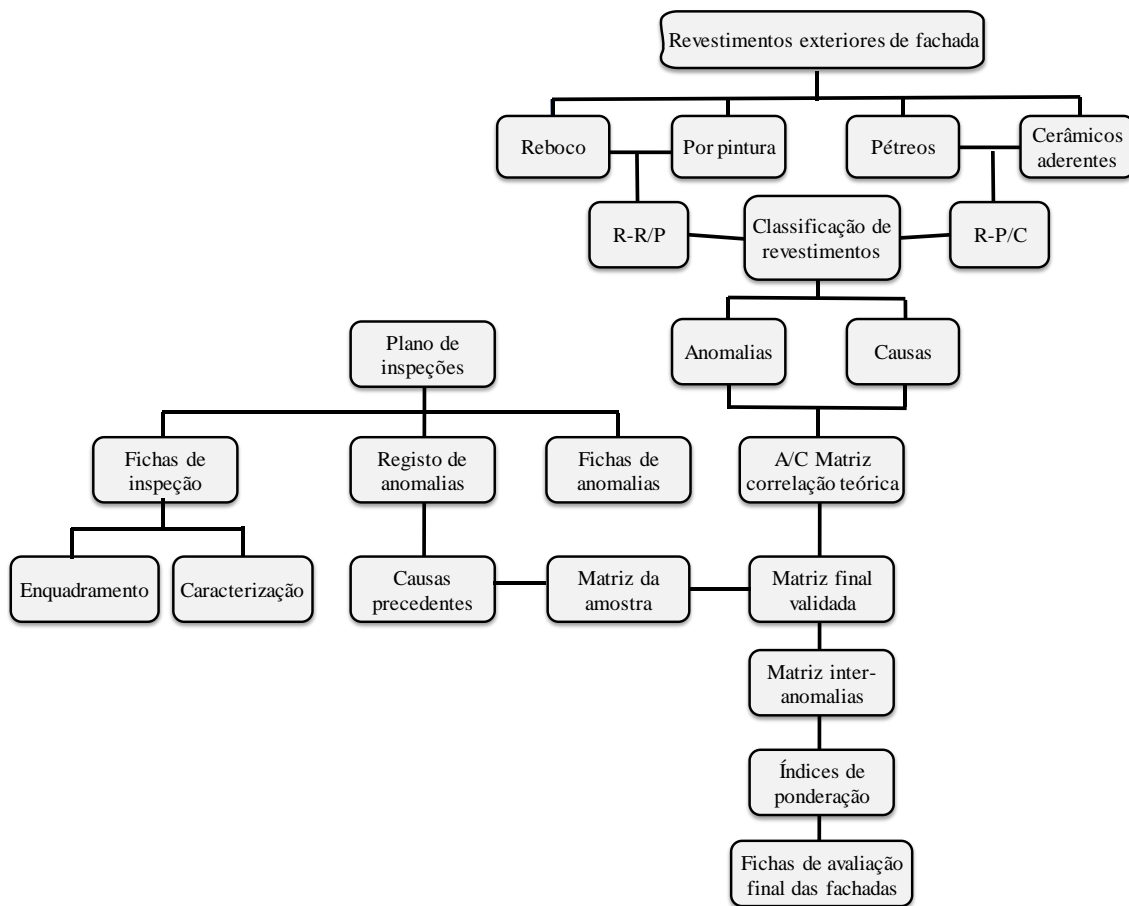 Revestimentos exteriores de fachada
Reboco
Por pintura
Pétreos
Cerâmicos
aderentes
R-R/P
Classificação de
revestimentos
R-P/C
Anomalias
Causas
Plano de
inspeções
Fichas de
inspeção
Registo de
anomalias
Fichas de
anomalias
A/C Matriz
correlação teórica
Enquadramento
Caracterização
Causas
precedentes
Matriz da
amostra
Matriz final
validada
Matriz inter-
anomalias
Índices de
ponderação
Fichas de avaliação
final das fachadas